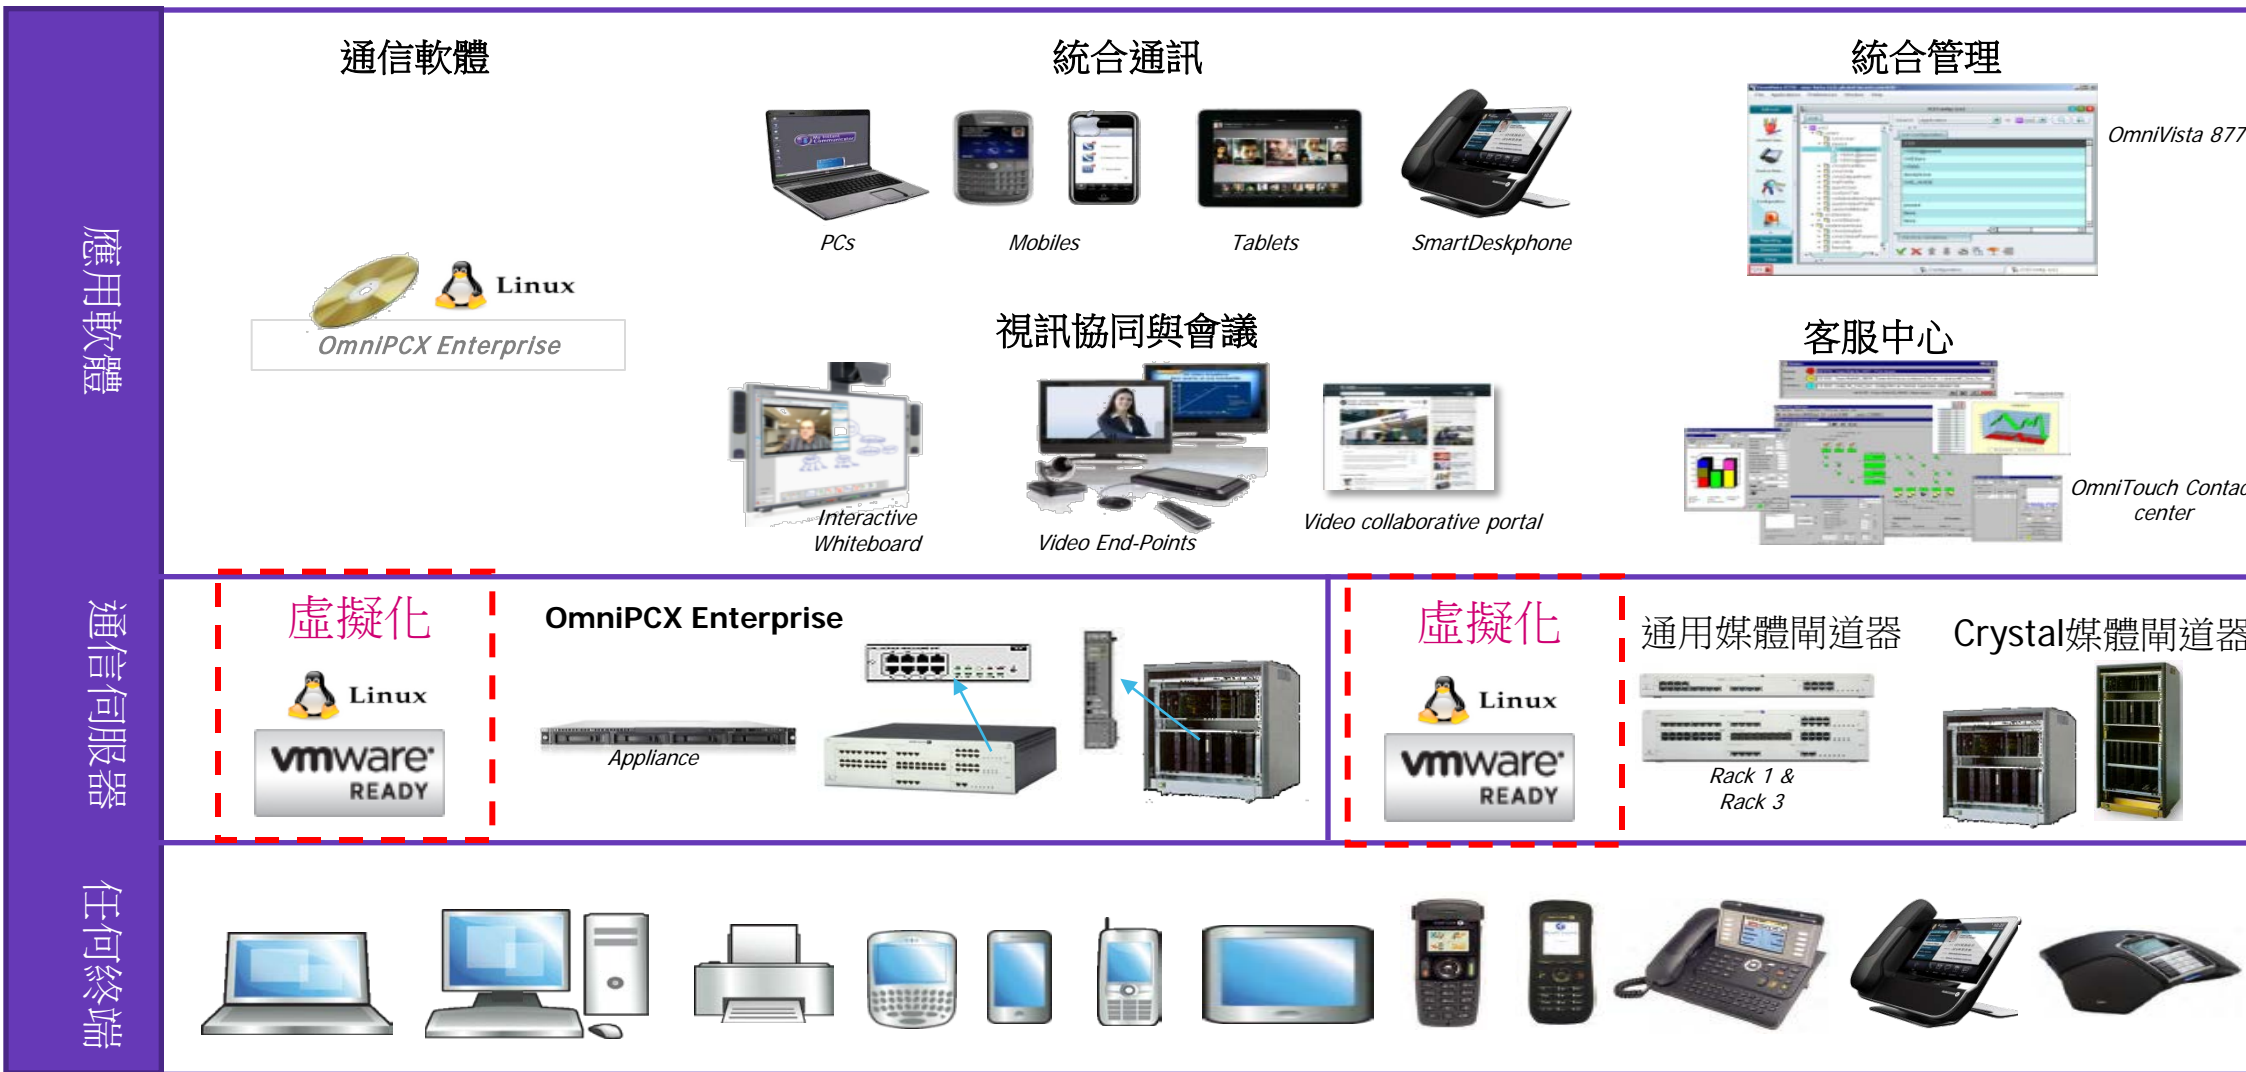 應用軟體
通信軟體
統合通訊
統合管理
PCs
Mobiles
Tablets
SmartDeskphone
OmniVista 877
Linux
OmniPCX Enterprise
視訊協同與會議
客服中心
Interactive
Whiteboard
Video End-Points
Video collaborative portal
OmniTouch Contac
center
通信伺服器
虛擬化
Linux
vmware
READY
OmniPCX Enterprise
Appliance
虛擬化
Linux
vmware
READY
通用媒體閘道器
Rack 1 &
Rack 3
Crystal媒體閘道器
任何終端